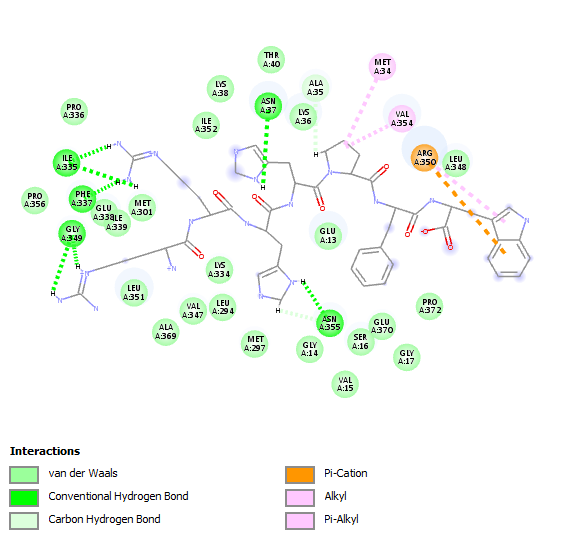 THR
A:40
MET
A:34
LYS
A:38
ALA
A:35
ASN
A:37
PRO
A:336
LYS
A:36
VAL
A:354
ILE
A:352
ARG
A:350
LEU
A:348
ILE
A:335
N
H
N
N
H
H
N
N
H
H
N
PHE
A:337
PRO
A:356
GLU
A:338
MET
A:301
ILE
A:339
GLY
A:349
GLU
A:13
LYS
A:334
LEU
A:351
VAL
A:347
LEU
A:294
ASN
A:355
PRO
A:372
ALA
A:369
MET
A:297
GLY
A:14
SER
A:16
GLU
A:370
GLY
A:17
VAL
A:15
Interactions
van der Waals
Conventional Hydrogen Bond
Carbon Hydrogen Bond
Pi-Cation
Alkyl
Pi-Alkyl